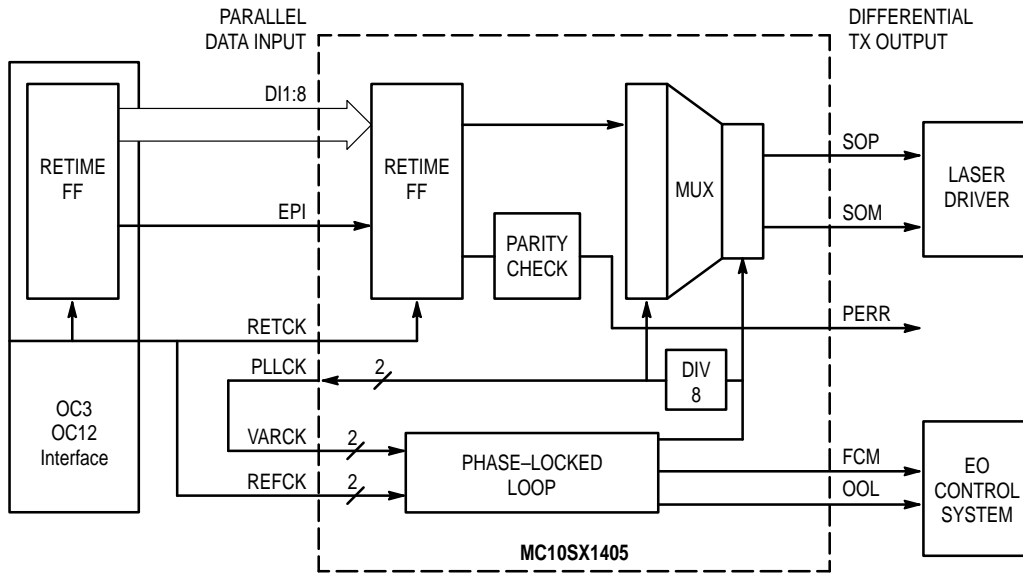 PARALLEL
DATA INPUT
DIFFERENTIAL
TX OUTPUT
DI1:8
RETIME
FF
RETIME
FF
EPI
MUX
PARITY
CHECK
SOP
SOM
LASER
DRIVER
RETCK
PERR
PLLCK
2
DIV
8
OC3
OC12
Interface
VARCK
2
REFCK
2
PHASE–LOCKED
LOOP
FCM
OOL
EO
CONTROL
SYSTEM
MC10SX1405